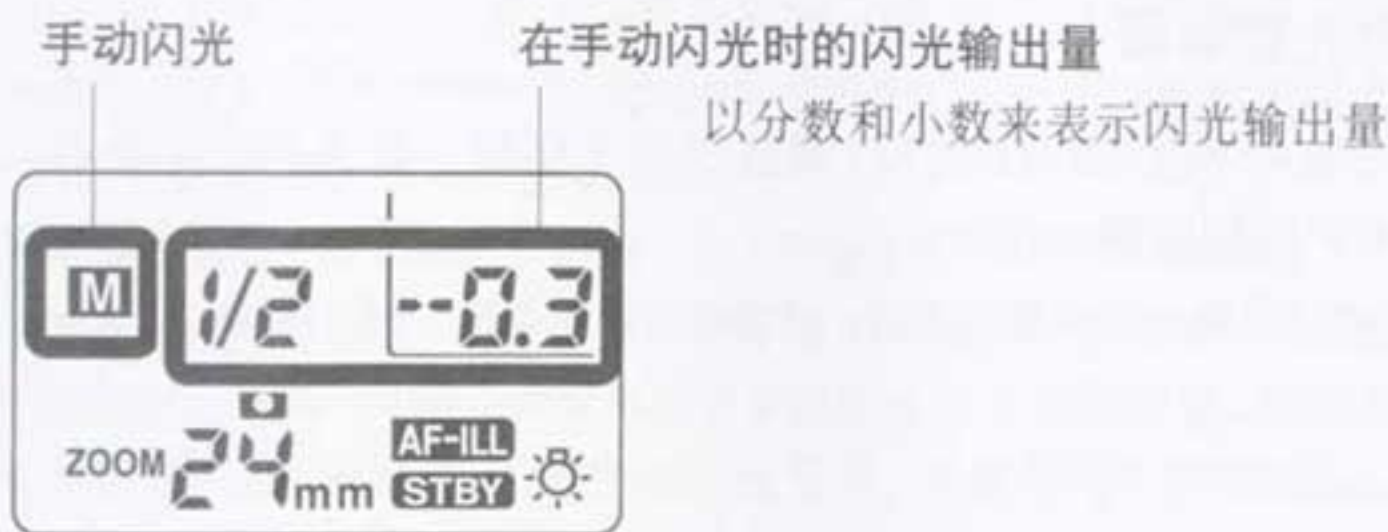 手动闪光
在手动闪光时的闪光输出量
以分数和小数来表示闪光输出量
M 1/2 --0.3
ZOOM 24mm AF-ILL
STBY